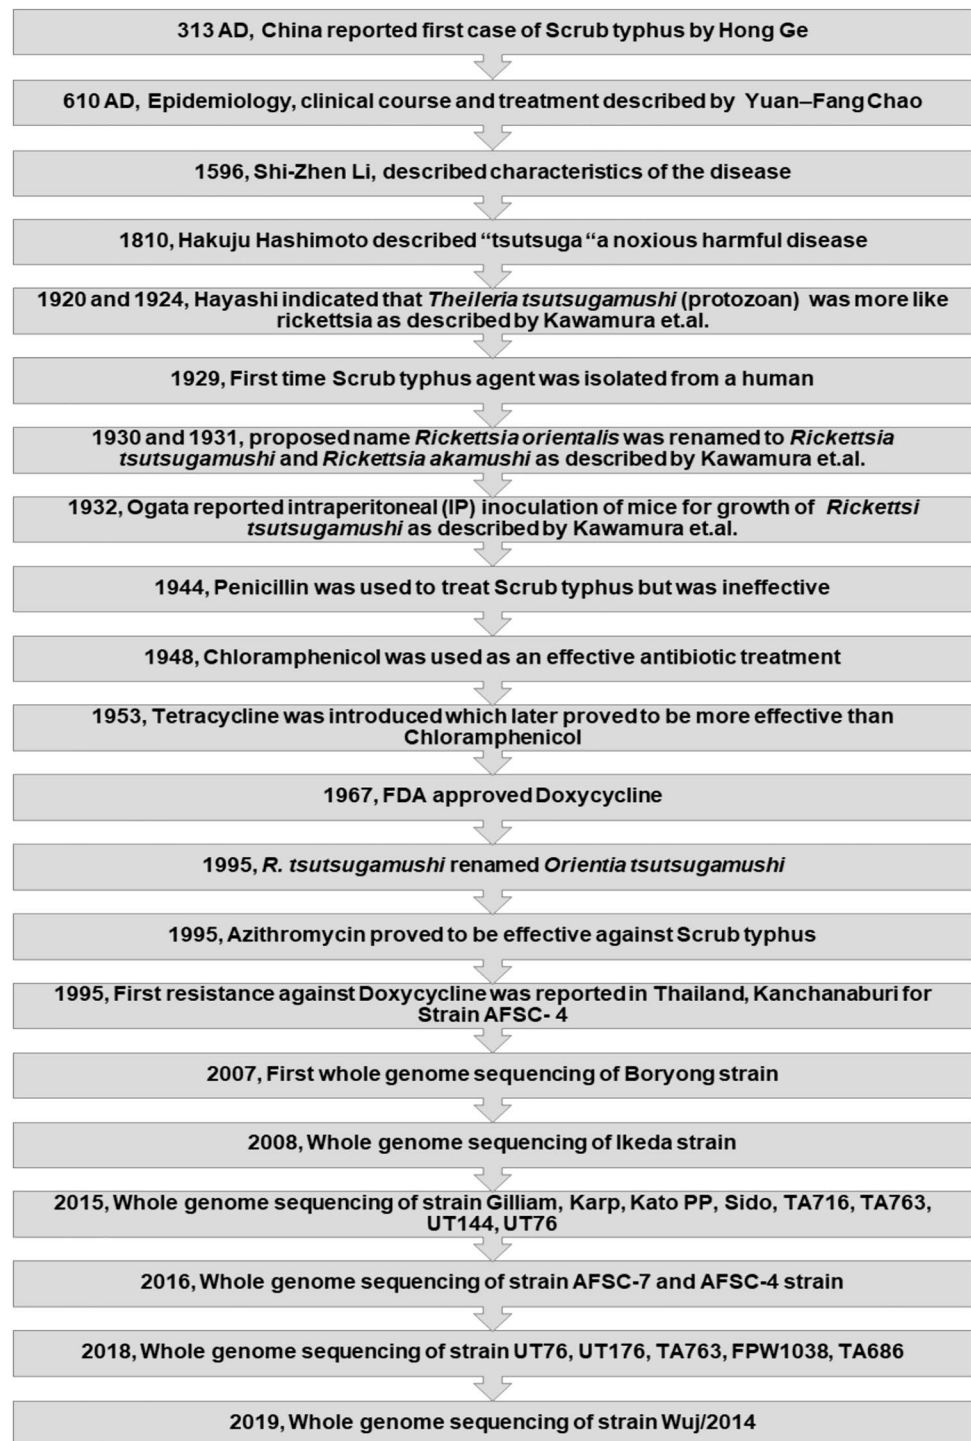 313 AD, China reported first case of Scrub typhus by Hong Ge
610 AD, Epidemiology, clinical course and treatment described by Yuan–Fang Chao
1596, Shi-Zhen Li, described characteristics of the disease
1810, Hakuju Hashimoto described “tsutsuga “a noxious harmful disease
1920 and 1924, Hayashi indicated that Theileria tsutsugamushi (protozoan) was more like
rickettsia as described by Kawamura et.al.
1929, First time Scrub typhus agent was isolated from a human
1930 and 1931, proposed name Rickettsia orientalis was renamed to Rickettsia
tsutsugamushi and Rickettsia akamushi as described by Kawamura et.al.
1932, Ogata reported intraperitoneal (IP) inoculation of mice for growth of Rickettsi
tsutsugamushi as described by Kawamura et.al.
1944, Penicillin was used to treat Scrub typhus but was ineffective
1948, Chloramphenicol was used as an effective antibiotic treatment
1953, Tetracycline was introduced which later proved to be more effective than
Chloramphenicol
1967, FDA approved Doxycycline
1995, R. tsutsugamushi renamed Orientia tsutsugamushi
1995, Azithromycin proved to be effective against Scrub typhus
1995, First resistance against Doxycycline was reported in Thailand, Kanchanaburi for
Strain AFSC- 4
2007, First whole genome sequencing of Boryong strain
2008, Whole genome sequencing of Ikeda strain
2015, Whole genome sequencing of strain Gilliam, Karp, Kato PP, Sido, TA716, TA763,
UT144, UT76
2016, Whole genome sequencing of strain AFSC-7 and AFSC-4 strain
2018, Whole genome sequencing of strain UT76, UT176, TA763, FPW1038, TA686
2019, Whole genome sequencing of strain Wuj/2014